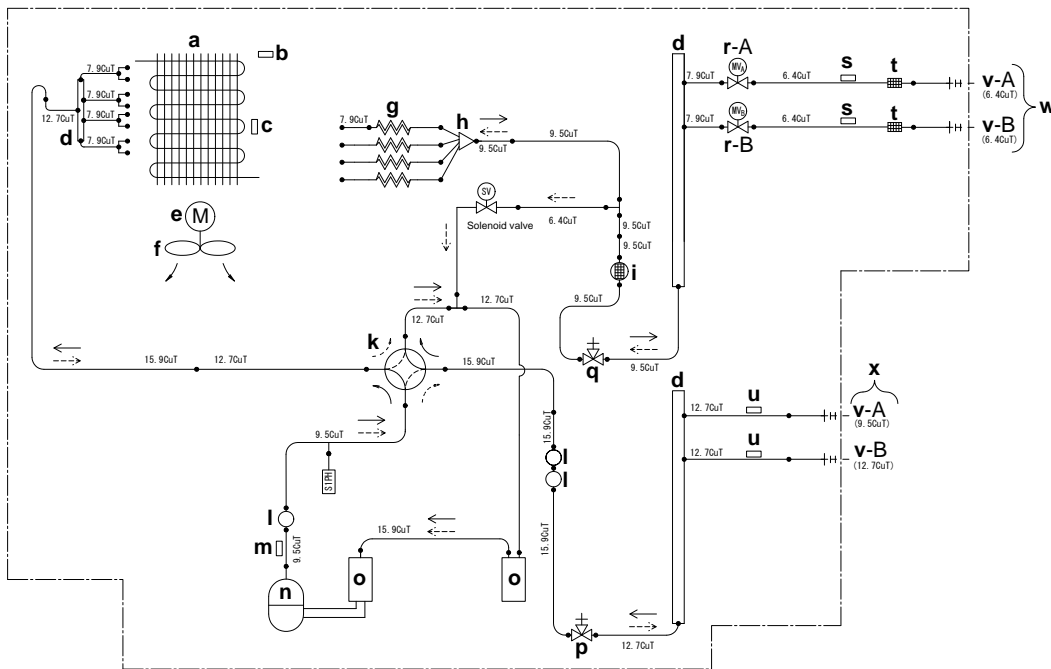 a
b
7.9CuT
7.9CuT
7.9CuT
7.9CuT
12.7CuT
d
c
e M
f
g
h
9.5CuT
9.5CuT
SV
Solenoid valve
6.4CuT
9.5CuT
9.5CuT
i
9.5CuT
q
9.5CuT
d
r-A
MVA
7.9CuT
6.4CuT
s
t
v-A
(6.4CuT)
w
MVB
7.9CuT
r-B
6.4CuT
s
t
v-B
(6.4CuT)
k
12.7CuT
12.7CuT
15.9CuT
12.7CuT
15.9CuT
9.5CuT
S1PH
l
m
9.5CuT
n
15.9CuT
o
o
15.9CuT
l
l
15.9CuT
p
12.7CuT
d
12.7CuT
u
x
v-A
(9.5CuT)
12.7CuT
u
v-B
(12.7CuT)